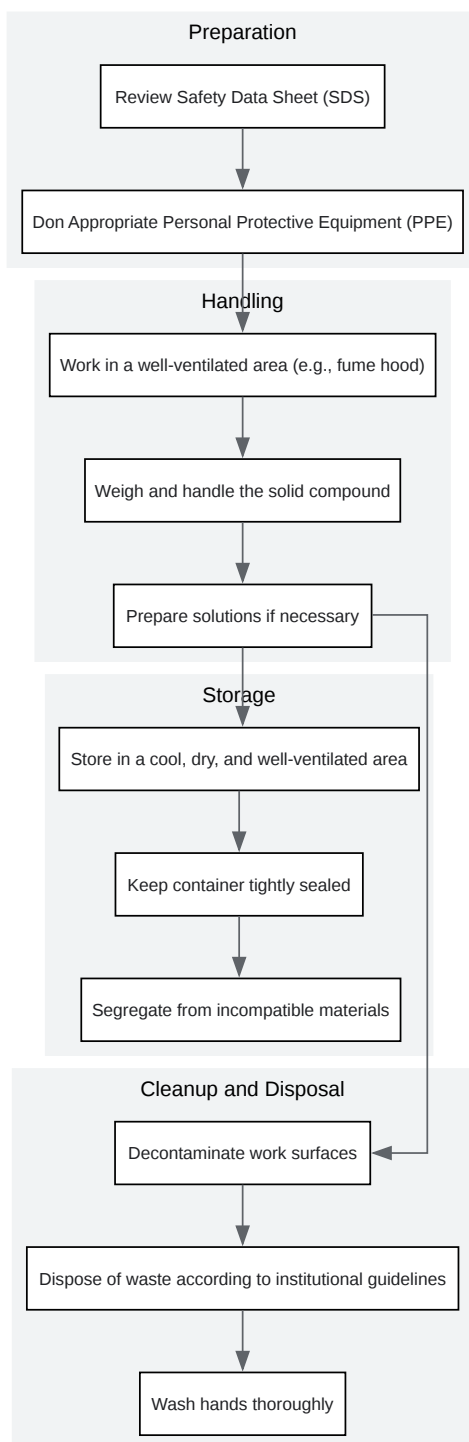 Preparation
Review Safety Data Sheet (SDS)
Don Appropriate Personal Protective Equipment (PPE)
Handling
Work in a well-ventilated area (e.g., fume hood)
Weigh and handle the solid compound
Prepare solutions if necessary
Storage
Store in a cool, dry, and well-ventilated area
Keep container tightly sealed
Segregate from incompatible materials
Cleanup and Disposal
Decontaminate work surfaces
Dispose of waste according to institutional guidelines
Wash hands thoroughly